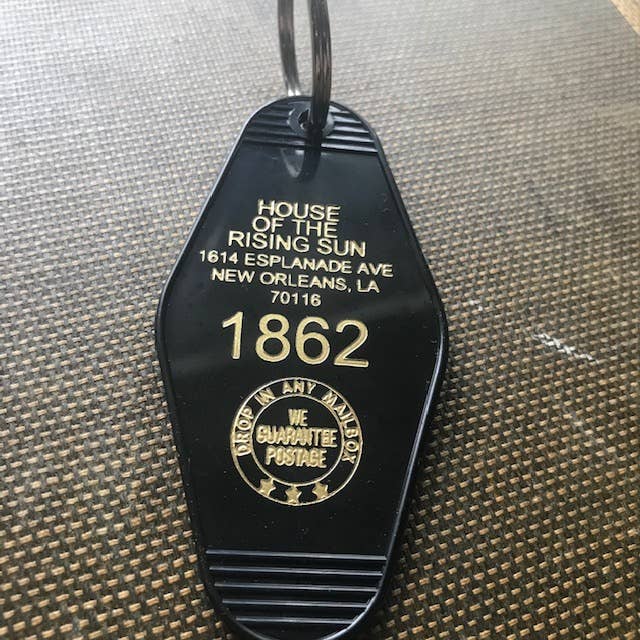 HOUSE
OF THE
RISING SUN
1614 ESPLANADE AVE
NEW ORLEANS, LA
70116
1862
DROP IN ANY MAILBOX
WE
GUARANTEE
POSTAGE